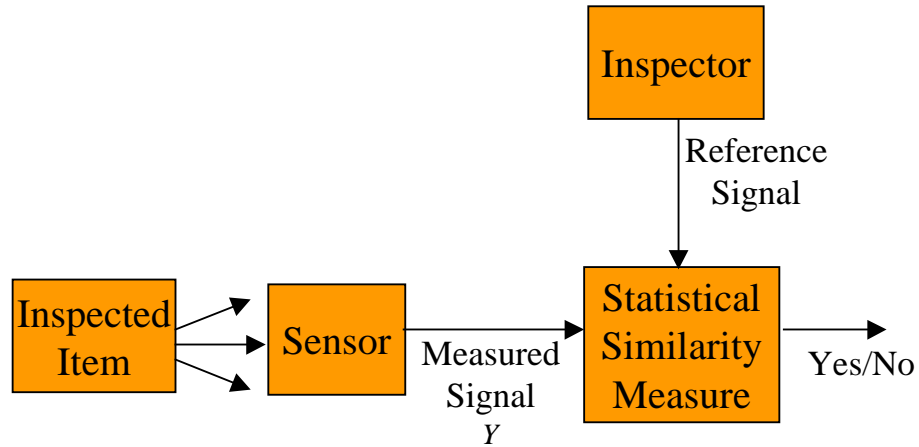 Inspector
Reference
Signal
Inspected
Item
Sensor
Measured
Signal
Y
Statistical
Similarity
Measure
Yes/No